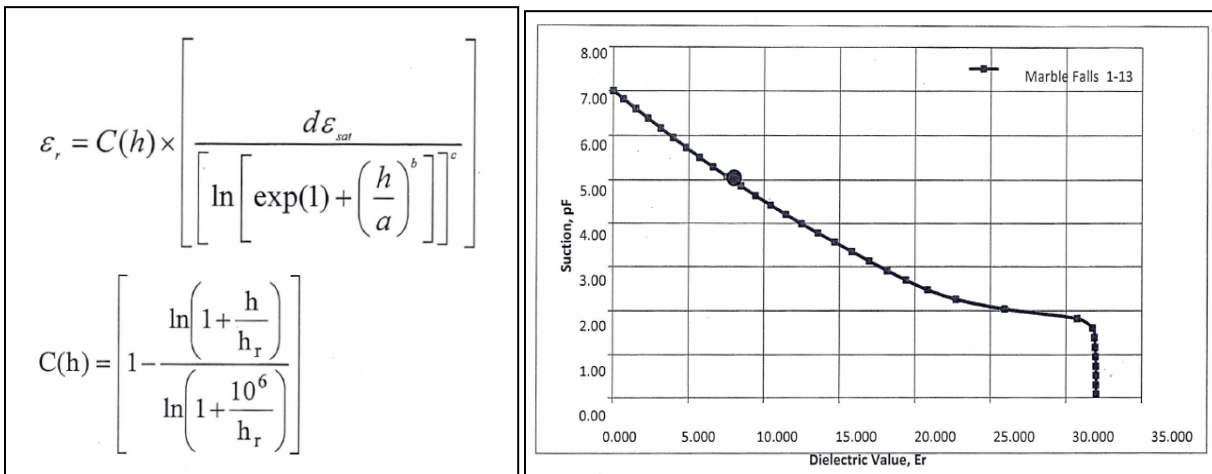 ε_r = C(h) × [ dε_sat / [ ln [ exp(1) + (h/a)^b ] ]^c ]
C(h) = [ 1 - ln(1 + h/h_r) / ln(1 + 10^6/h_r) ]
8.00
Marble Falls 1-13
7.00
6.00
5.00
4.00
3.00
2.00
1.00
0.00
Suction, pF
0.000 5.000 10.000 15.000 20.000 25.000 30.000 35.000
Dielectric Value, Er